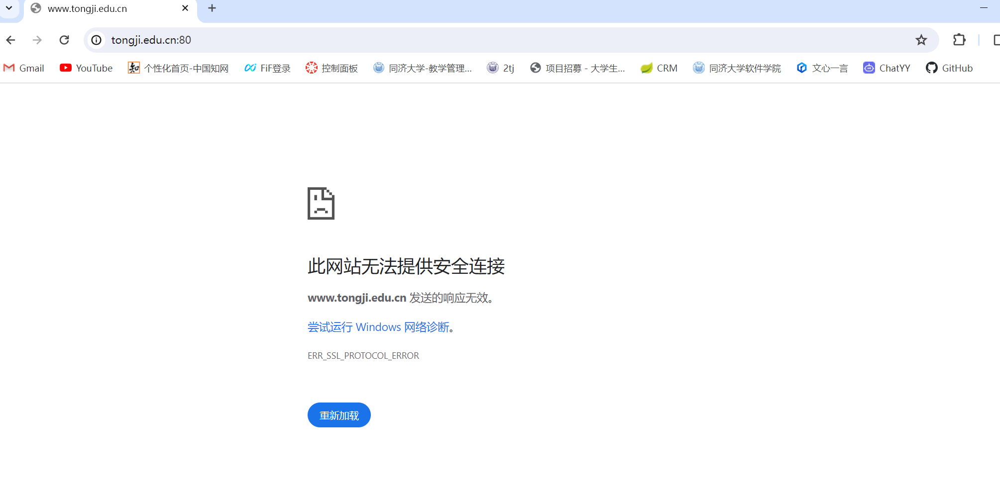 www.tongji.edu.cn
tongji.edu.cn:80
Gmail YouTube 个性化首页-中国知网 FiF登录 控制面板 同济大学-教学管理... 2tj 项目招募 - 大学生... CRM 同济大学软件学院 文心一言 ChatYY GitHub
此网站无法提供安全连接
www.tongji.edu.cn 发送的响应无效。
尝试运行 Windows 网络诊断。
ERR_SSL_PROTOCOL_ERROR
重新加载